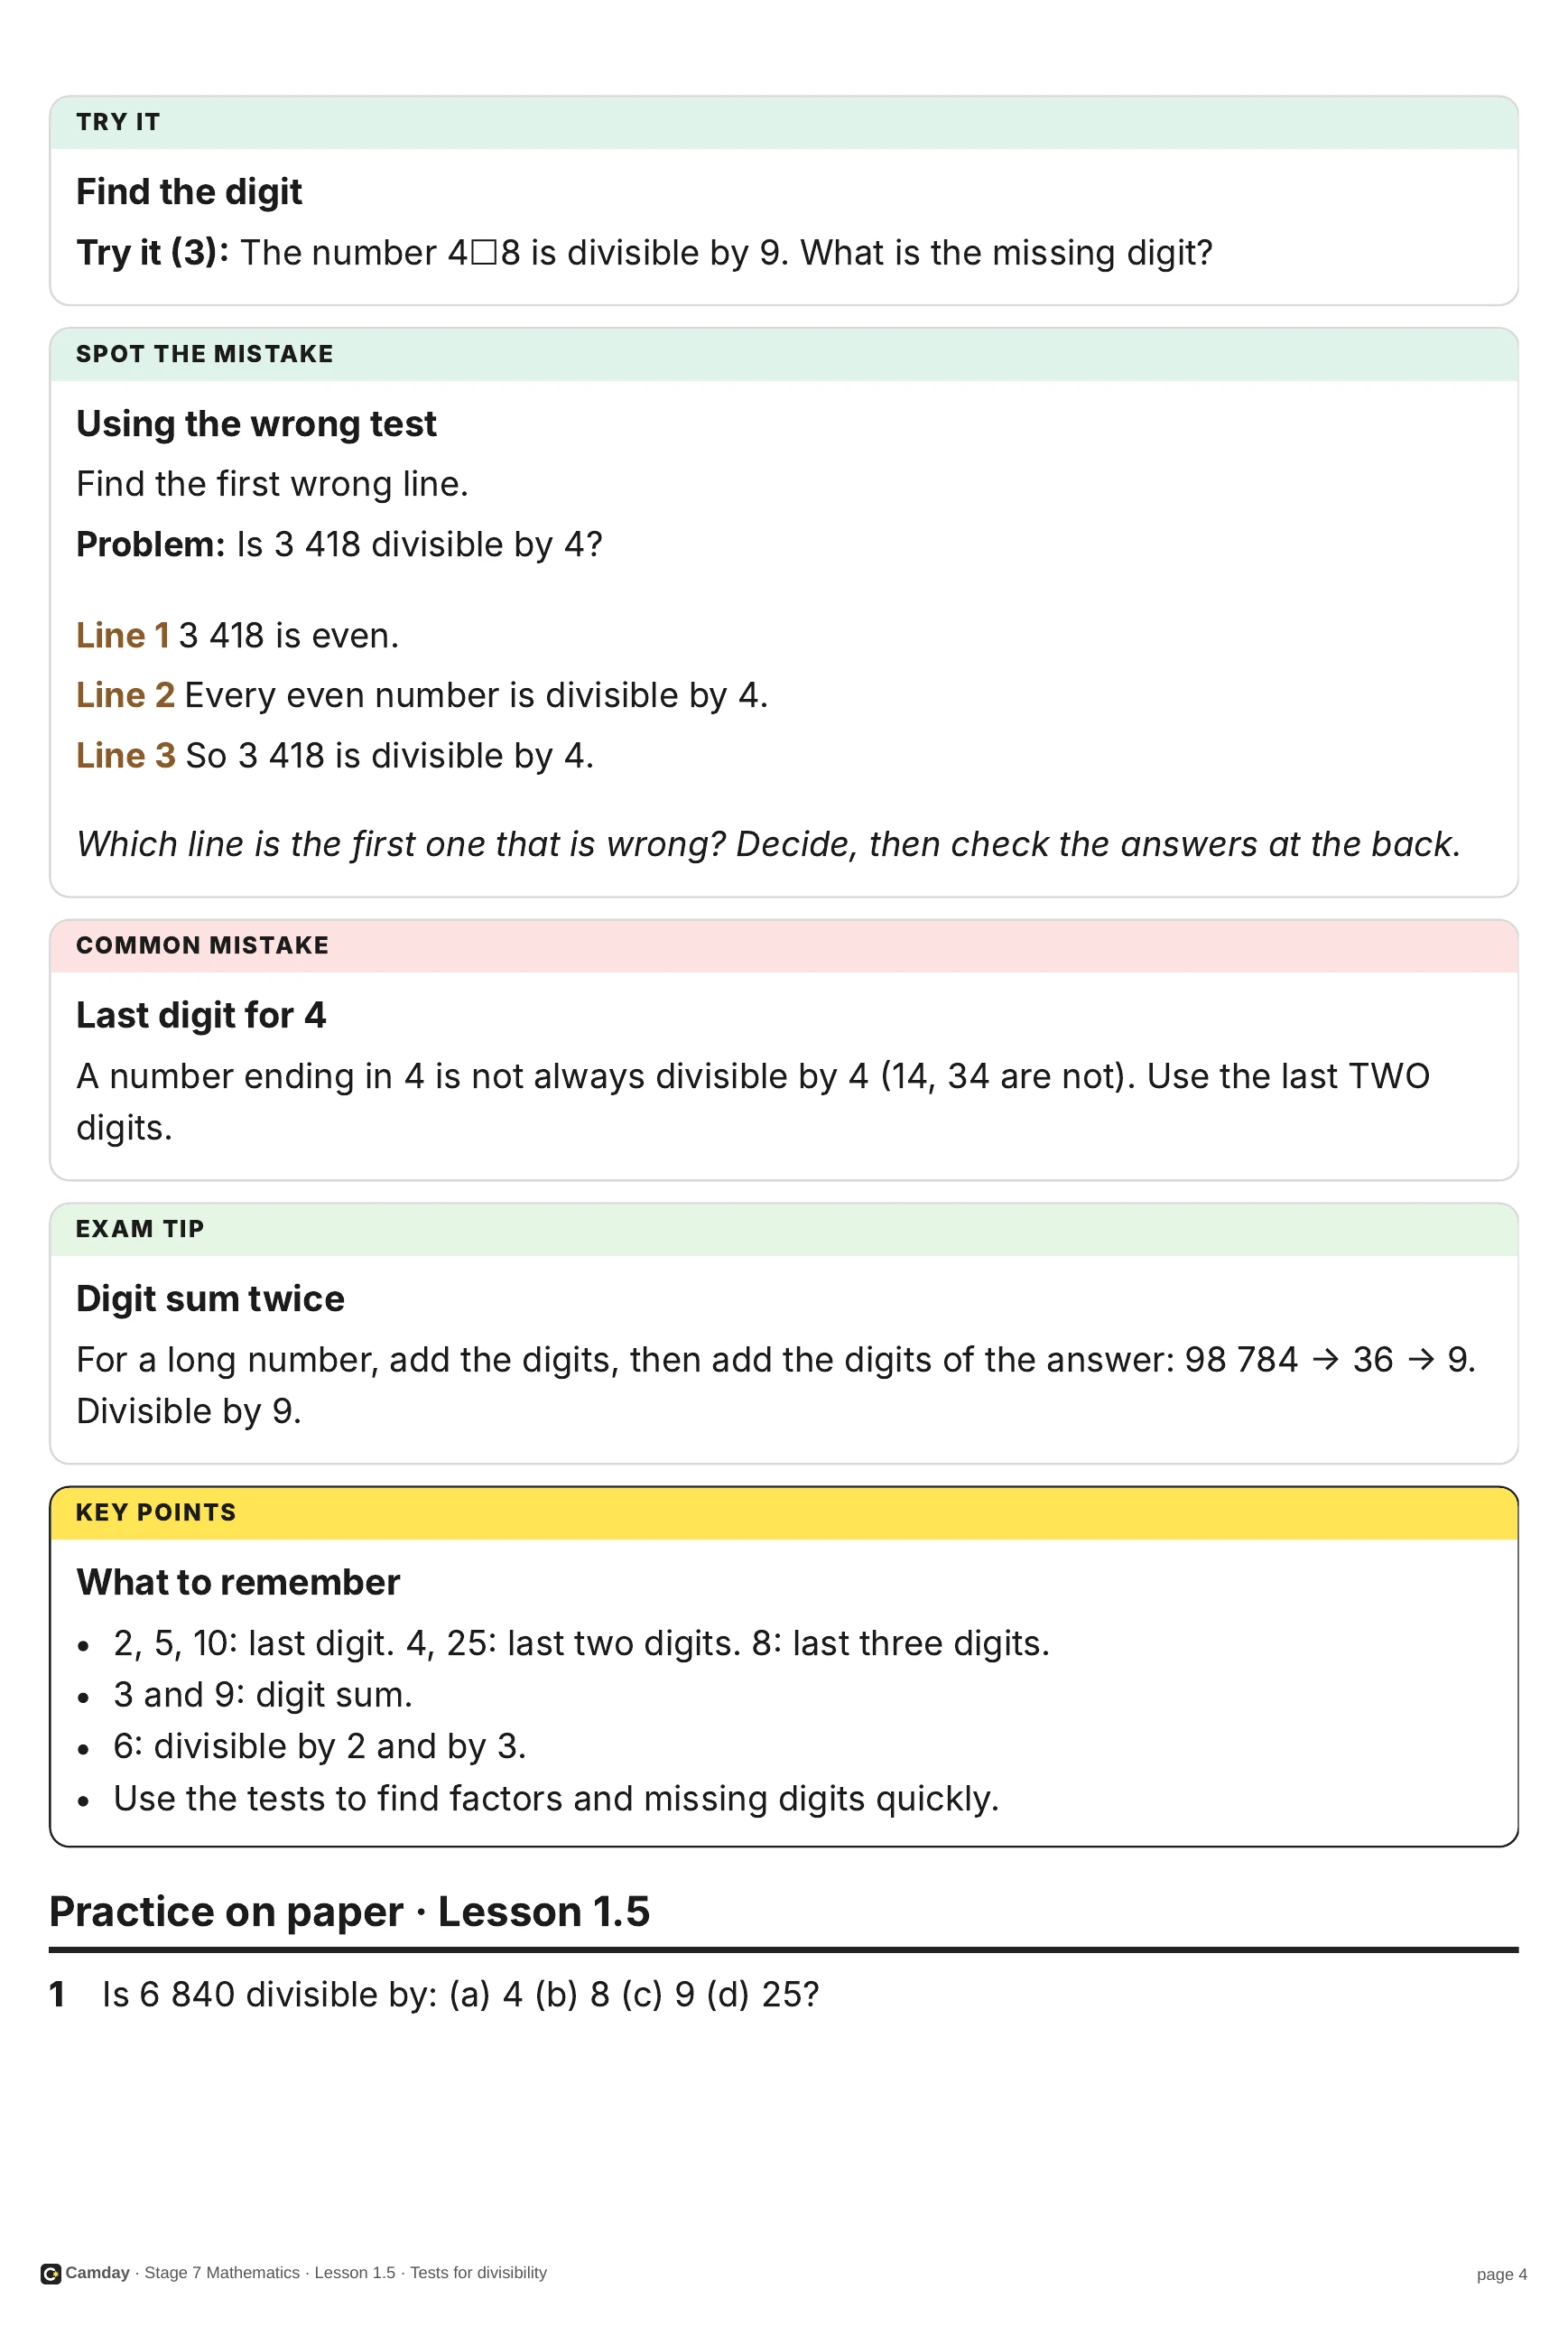 TRY IT
Find the digit
Try it (3): The number 4□8 is divisible by 9. What is the missing digit?
SPOT THE MISTAKE
Using the wrong test
Find the first wrong line.
Problem: Is 3 418 divisible by 4?
Line 1 3 418 is even.
Line 2 Every even number is divisible by 4.
Line 3 So 3 418 is divisible by 4.
Which line is the first one that is wrong? Decide, then check the answers at the back.
COMMON MISTAKE
Last digit for 4
A number ending in 4 is not always divisible by 4 (14, 34 are not). Use the last TWO
digits.
EXAM TIP
Digit sum twice
For a long number, add the digits, then add the digits of the answer: 98 784 → 36 → 9.
Divisible by 9.
KEY POINTS
What to remember
• 2, 5, 10: last digit. 4, 25: last two digits. 8: last three digits.
• 3 and 9: digit sum.
• 6: divisible by 2 and by 3.
• Use the tests to find factors and missing digits quickly.
Practice on paper · Lesson 1.5
1 Is 6 840 divisible by: (a) 4 (b) 8 (c) 9 (d) 25?
Camday · Stage 7 Mathematics · Lesson 1.5 · Tests for divisibility
page 4